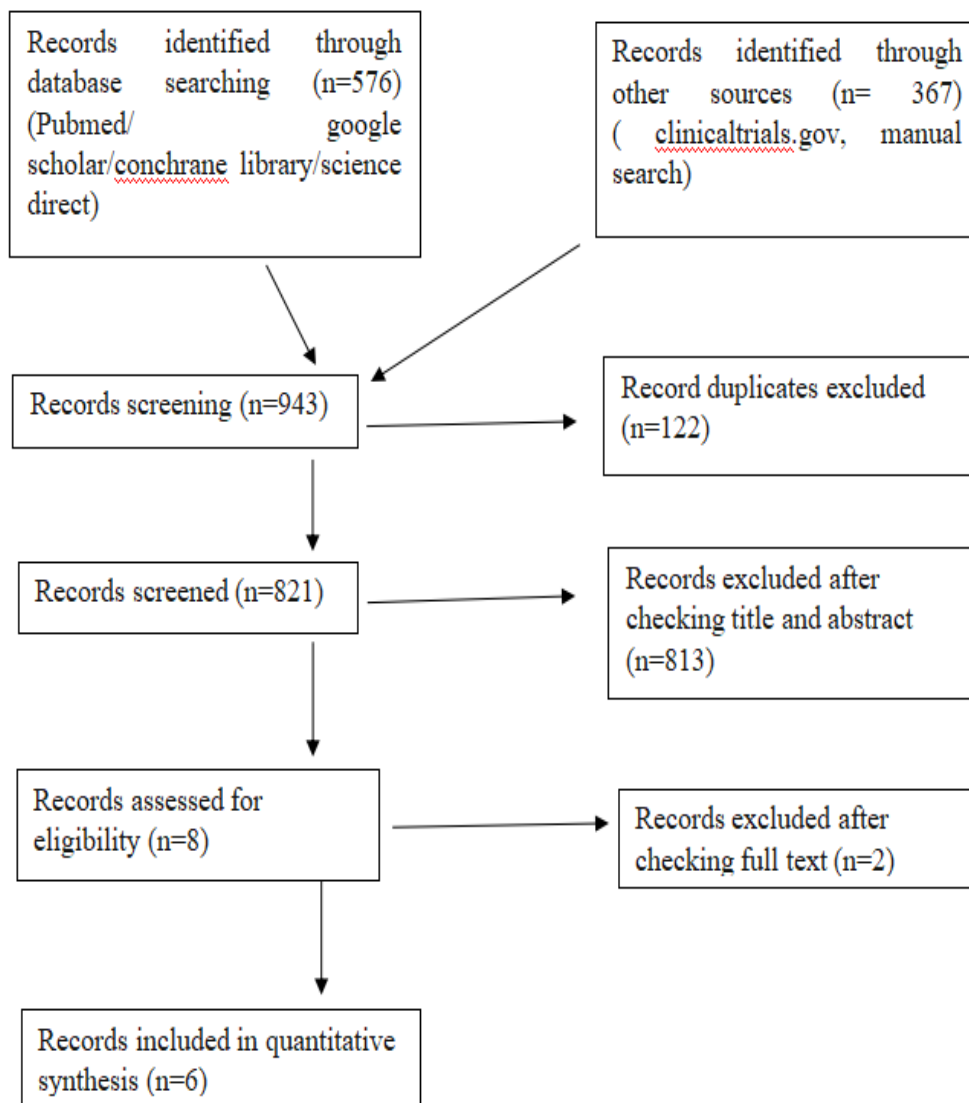 Records identified through
database searching (n=576)
(Pubmed/ google
scholar/conchrane library/science
direct)
Records identified through
other sources (n= 367)
( clinicaltrials.gov, manual
search)
Records screening (n=943)
Record duplicates excluded
(n=122)
Records screened (n=821)
Records excluded after
checking title and abstract
(n=813)
Records assessed for
eligibility (n=8)
Records excluded after
checking full text (n=2)
Records included in quantitative
synthesis (n=6)